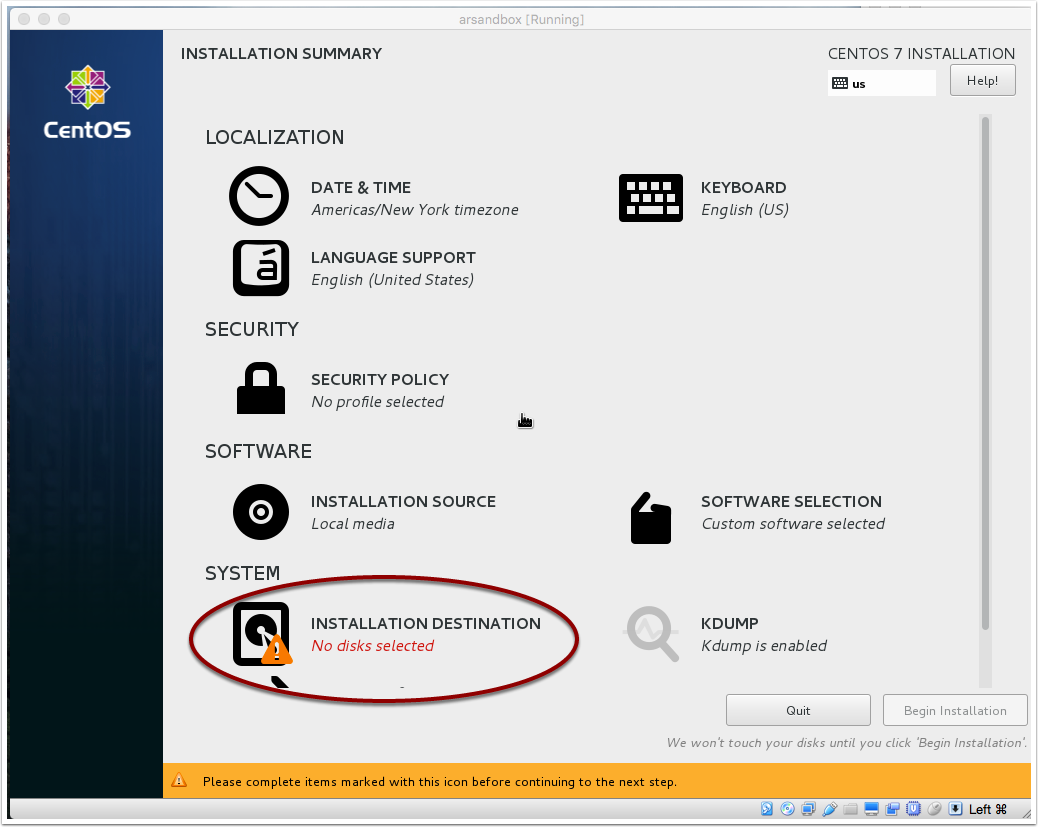 arsandbox [Running]
CentOS
INSTALLATION SUMMARY
CENTOS 7 INSTALLATION
us
Help!
LOCALIZATION
DATE & TIME
Americas/New York timezone
KEYBOARD
English (US)
á
LANGUAGE SUPPORT
English (United States)
SECURITY
SECURITY POLICY
No profile selected
SOFTWARE
INSTALLATION SOURCE
Local media
SOFTWARE SELECTION
Custom software selected
SYSTEM
INSTALLATION DESTINATION
No disks selected
KDUMP
Kdump is enabled
Quit
Begin Installation
We won't touch your disks until you click 'Begin Installation'.
Please complete items marked with this icon before continuing to the next step.
Left ⌘